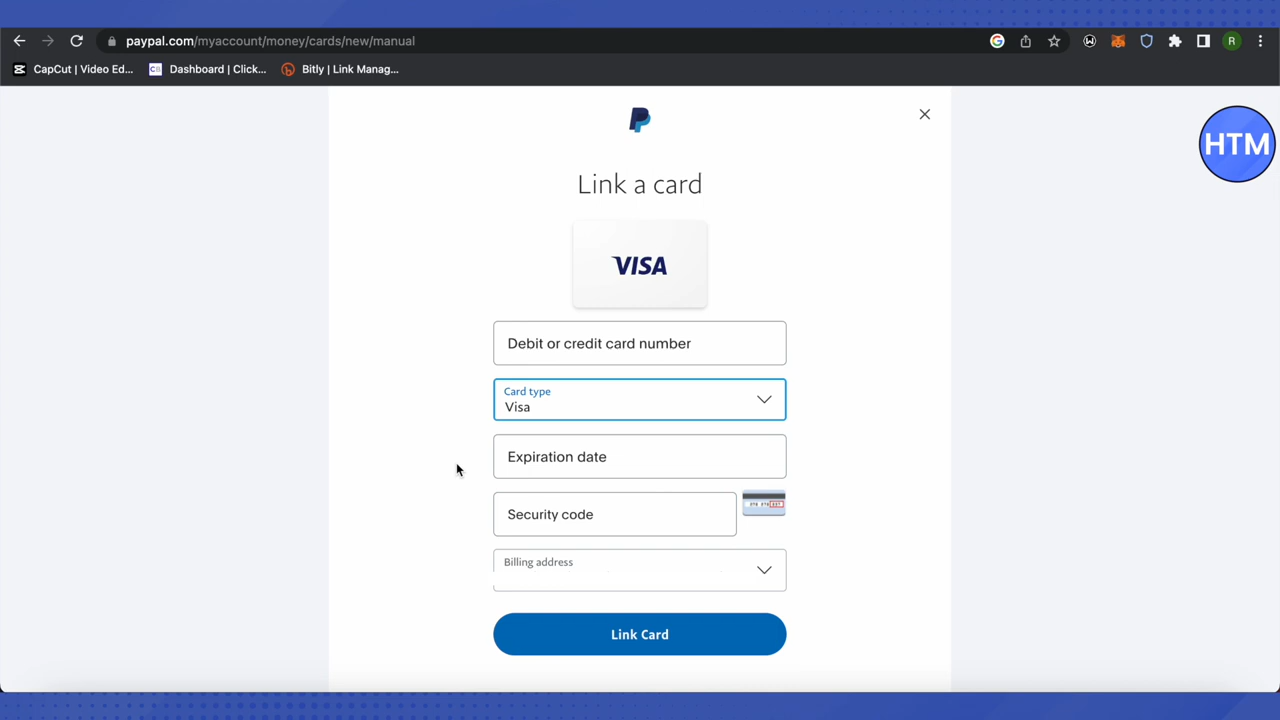 paypal.com/myaccount/money/cards/new/manual
R
CapCut | Video Ed...
CB Dashboard | Click...
Bitly | Link Manag...
HTM
Link a card
VISA
Debit or credit card number
Card type
Visa
Expiration date
Security code
Billing address
Link Card